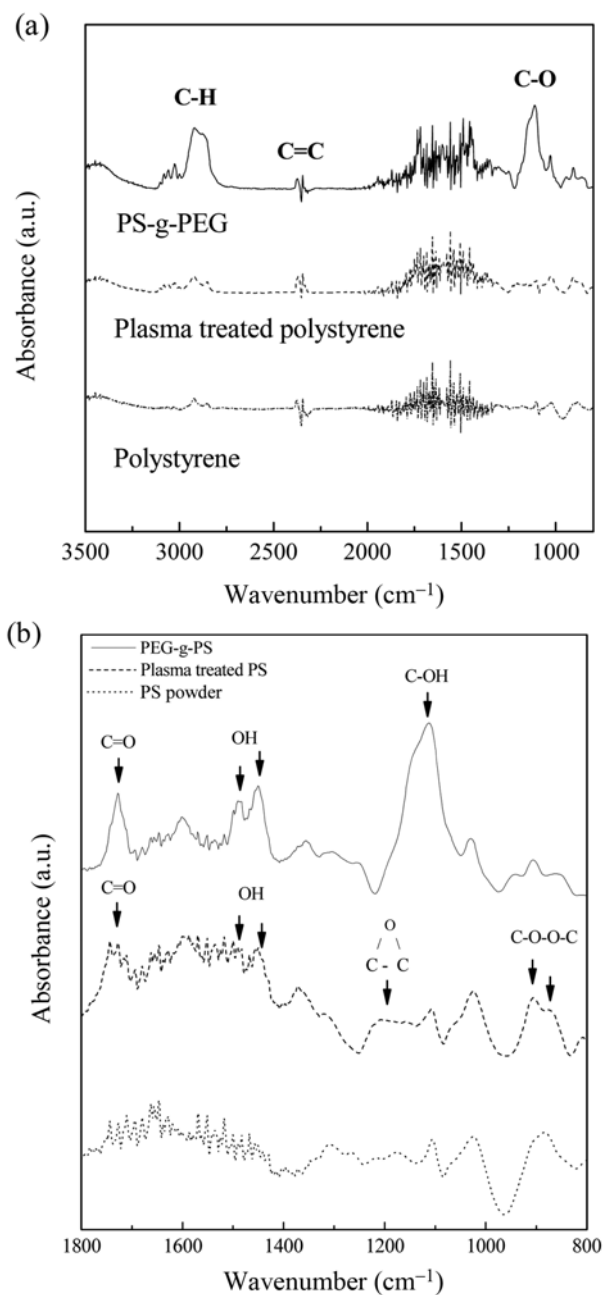 (a)
C-H
C=C
C-O
PS-g-PEG
Plasma treated polystyrene
Polystyrene
Absorbance (a.u.)
3500 3000 2500 2000 1500 1000
Wavenumber (cm⁻¹)
(b)
PEG-g-PS
Plasma treated PS
PS powder
C=O
OH
C-OH
C=O
OH
O
C - C
C-O-O-C
Absorbance (a.u.)
1800 1600 1400 1200 1000 800
Wavenumber (cm⁻¹)